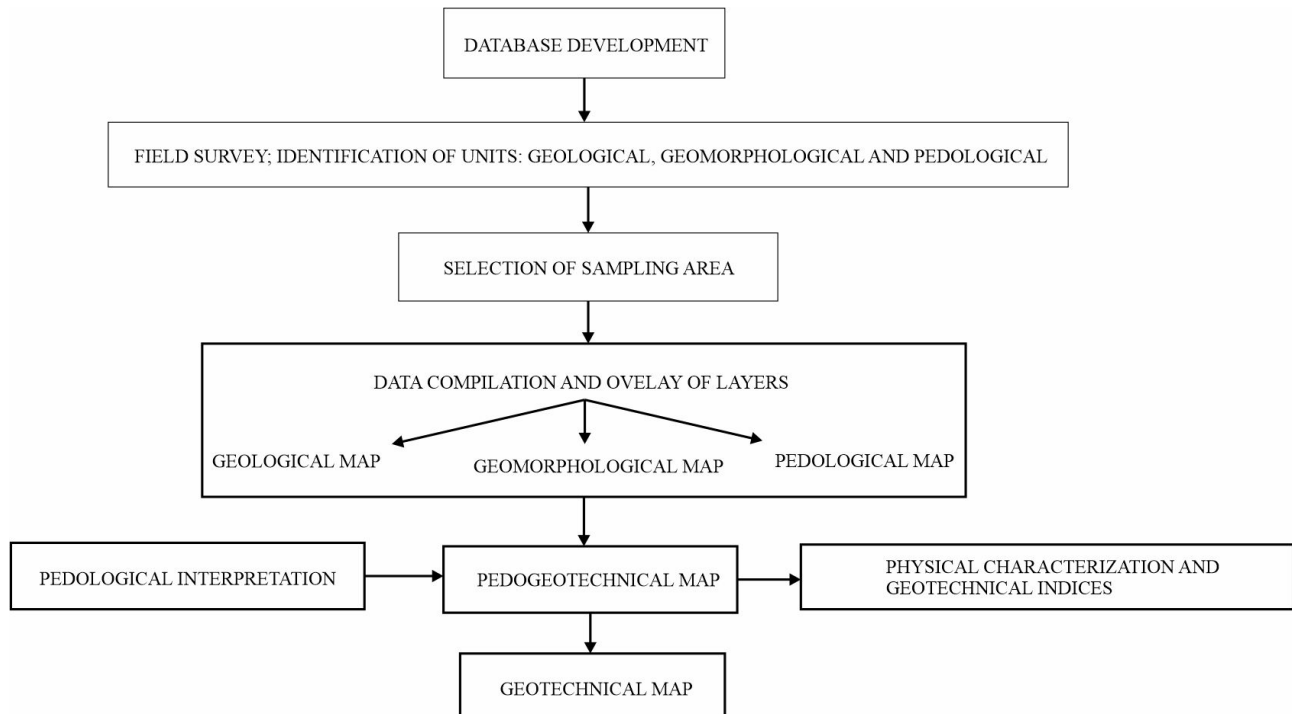 DATABASE DEVELOPMENT
FIELD SURVEY; IDENTIFICATION OF UNITS: GEOLOGICAL, GEOMORPHOLOGICAL AND PEDOLOGICAL
SELECTION OF SAMPLING AREA
DATA COMPILATION AND OVELAY OF LAYERS
GEOLOGICAL MAP
GEOMORPHOLOGICAL MAP
PEDOLOGICAL MAP
PEDOLOGICAL INTERPRETATION
PEDOGEOTECHNICAL MAP
PHYSICAL CHARACTERIZATION AND
GEOTECHNICAL INDICES
GEOTECHNICAL MAP